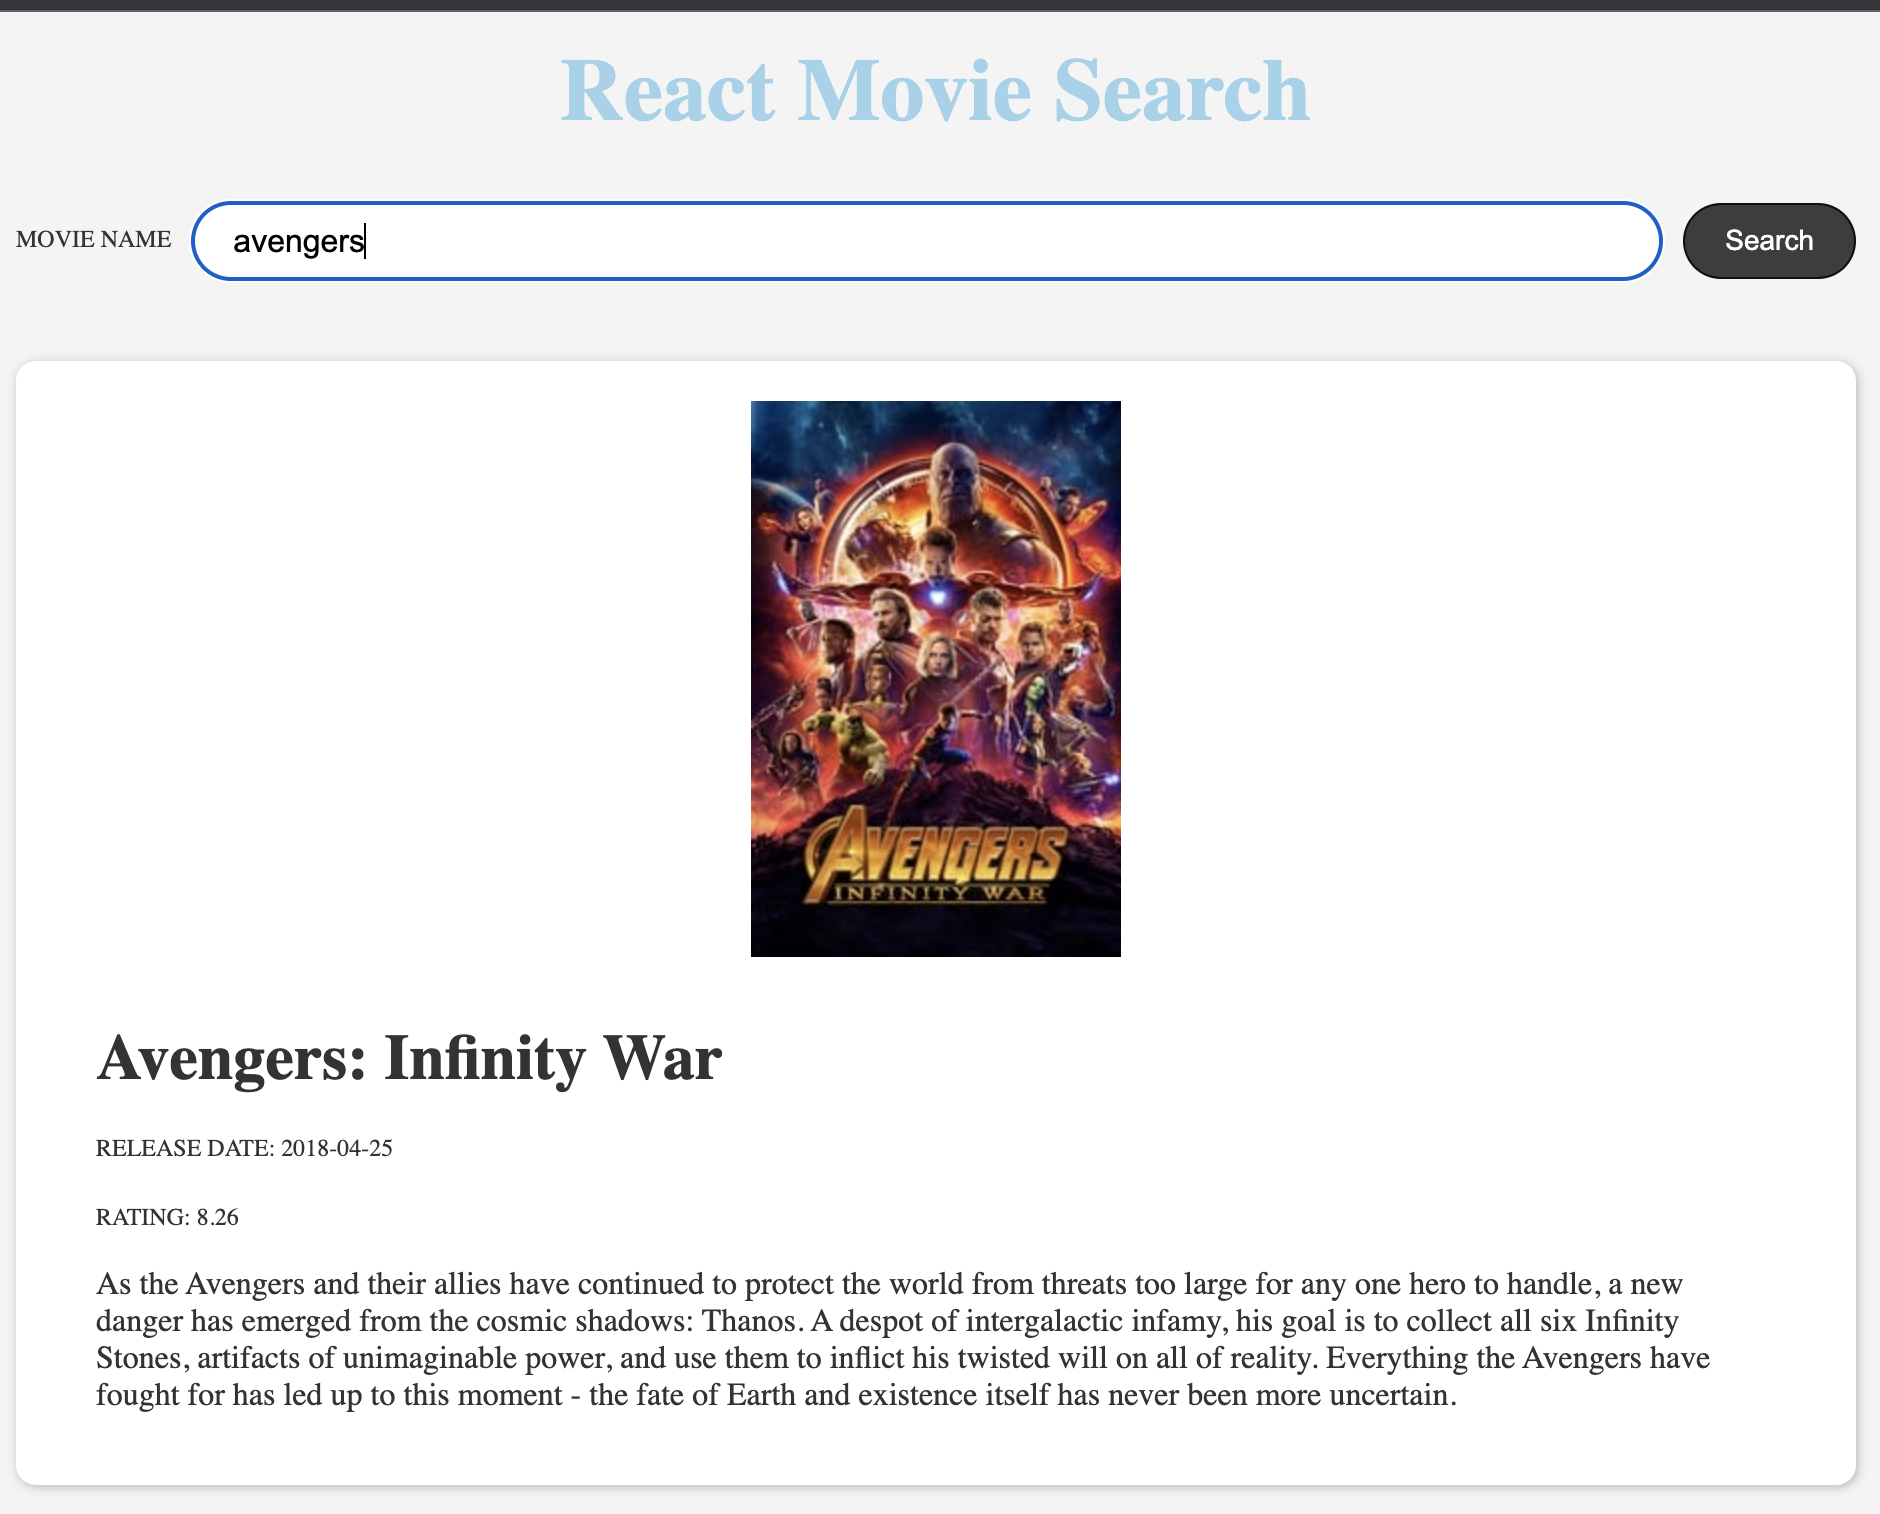 React Movie Search
MOVIE NAME avengers Search
AVENGERS
INFINITY WAR
Avengers: Infinity War
RELEASE DATE: 2018-04-25
RATING: 8.26
As the Avengers and their allies have continued to protect the world from threats too large for any one hero to handle, a new
danger has emerged from the cosmic shadows: Thanos. A despot of intergalactic infamy, his goal is to collect all six Infinity
Stones, artifacts of unimaginable power, and use them to inflict his twisted will on all of reality. Everything the Avengers have
fought for has led up to this moment - the fate of Earth and existence itself has never been more uncertain.